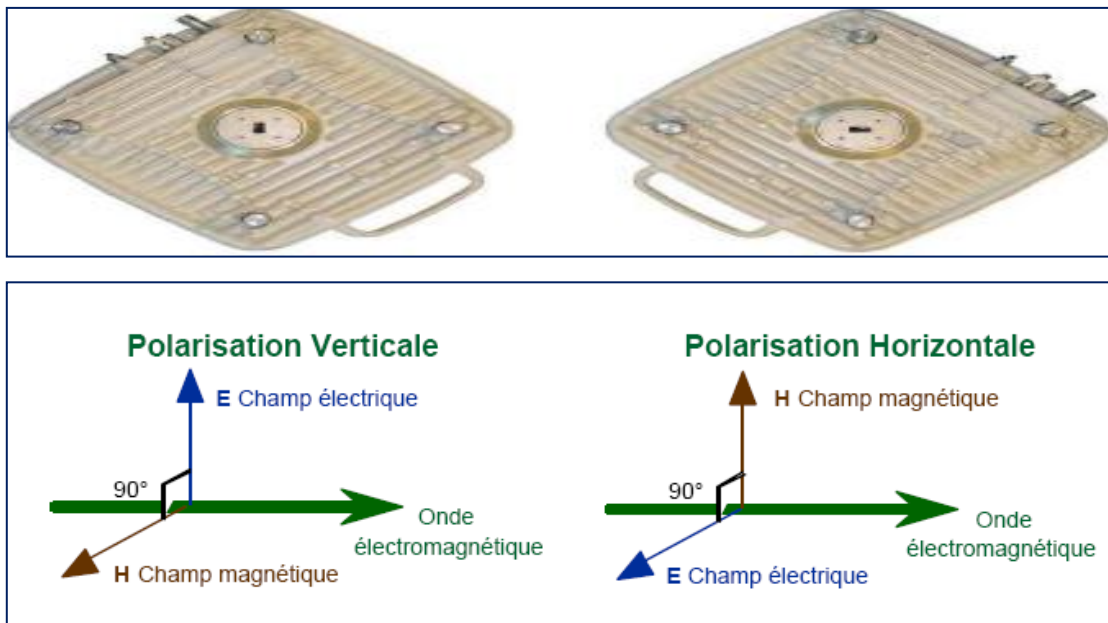 Polarisation Verticale
E Champ électrique
90°
Onde
électromagnétique
H Champ magnétique
Polarisation Horizontale
H Champ magnétique
90°
Onde
électromagnétique
E Champ électrique